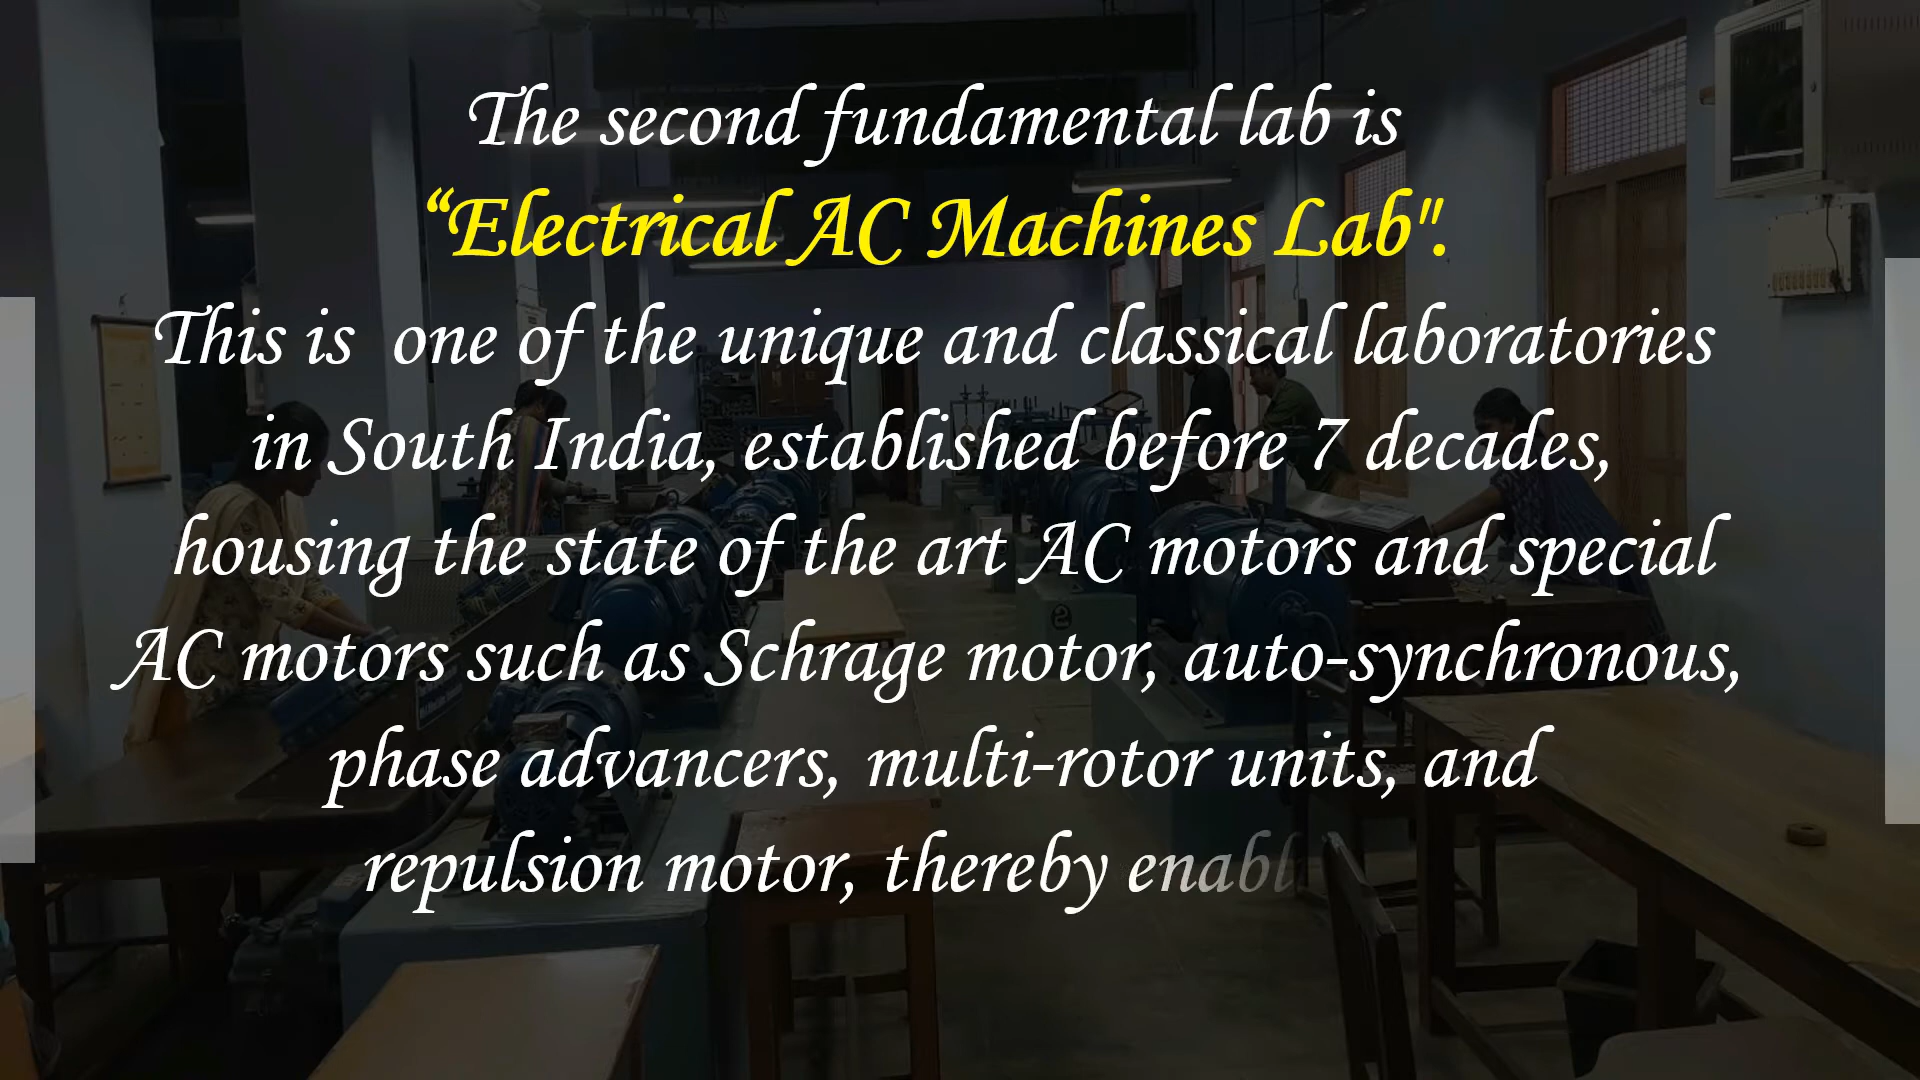 The second fundamental lab is
“Electrical AC Machines Lab".
This is  one of the unique and classical laboratories
in South India, established before 7 decades,
housing the state of the art AC motors and special
AC motors such as Schrage motor, auto-synchronous,
phase advancers, multi-rotor units, and
repulsion motor, thereby enabl